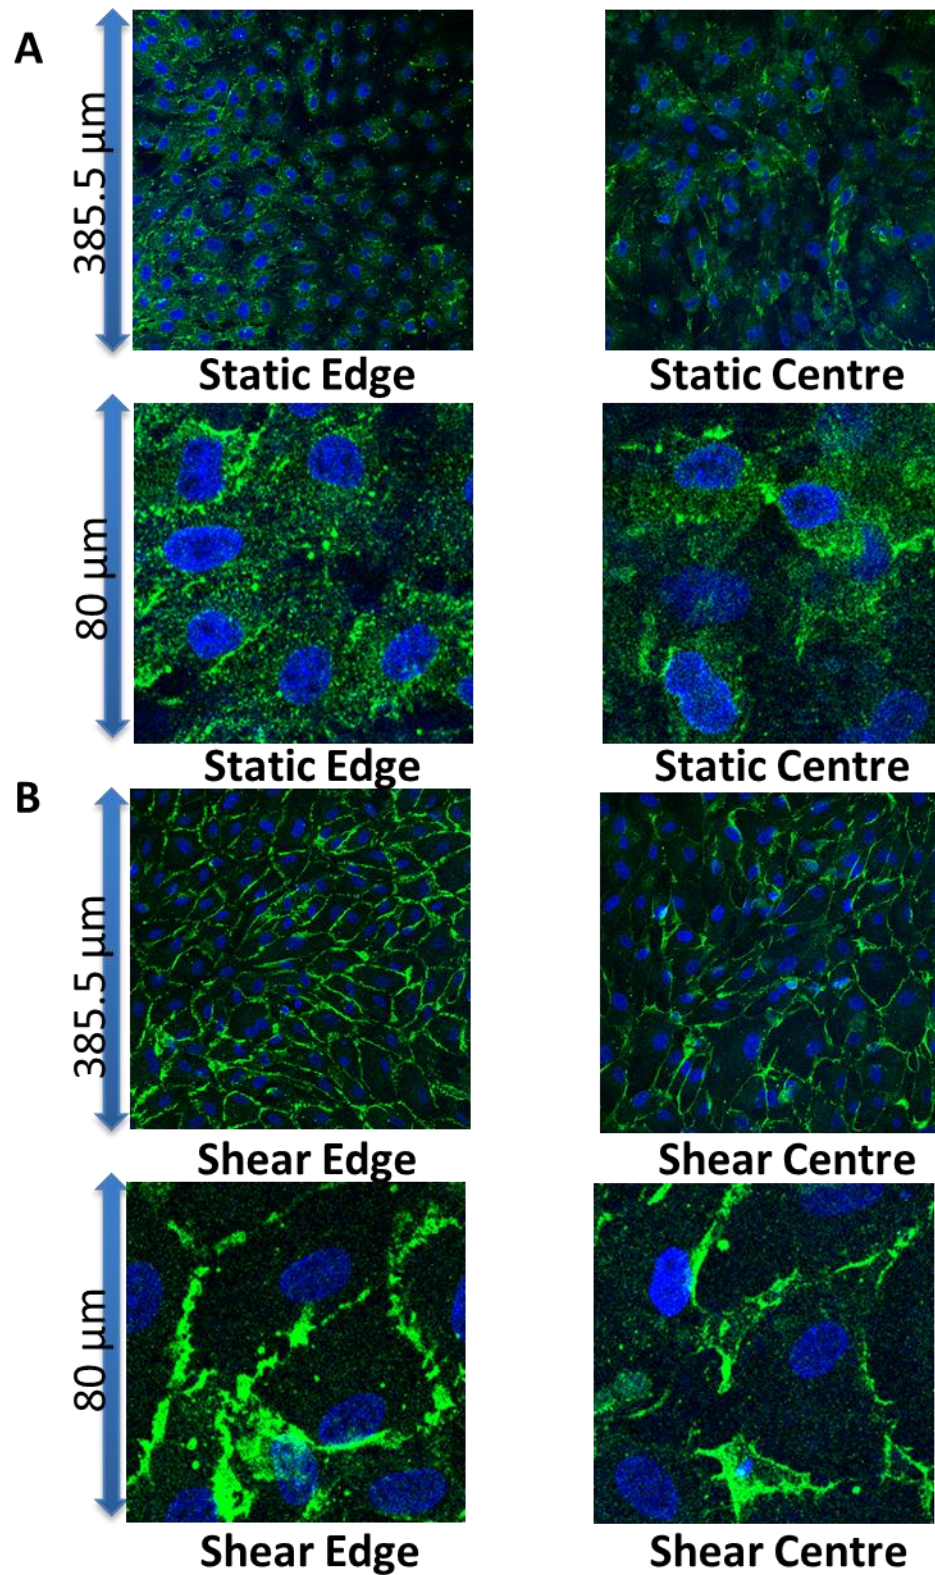 A
385.5 µm
Static Edge
Static Centre
80 µm
Static Edge
Static Centre
B
385.5 µm
Shear Edge
Shear Centre
80 µm
Shear Edge
Shear Centre